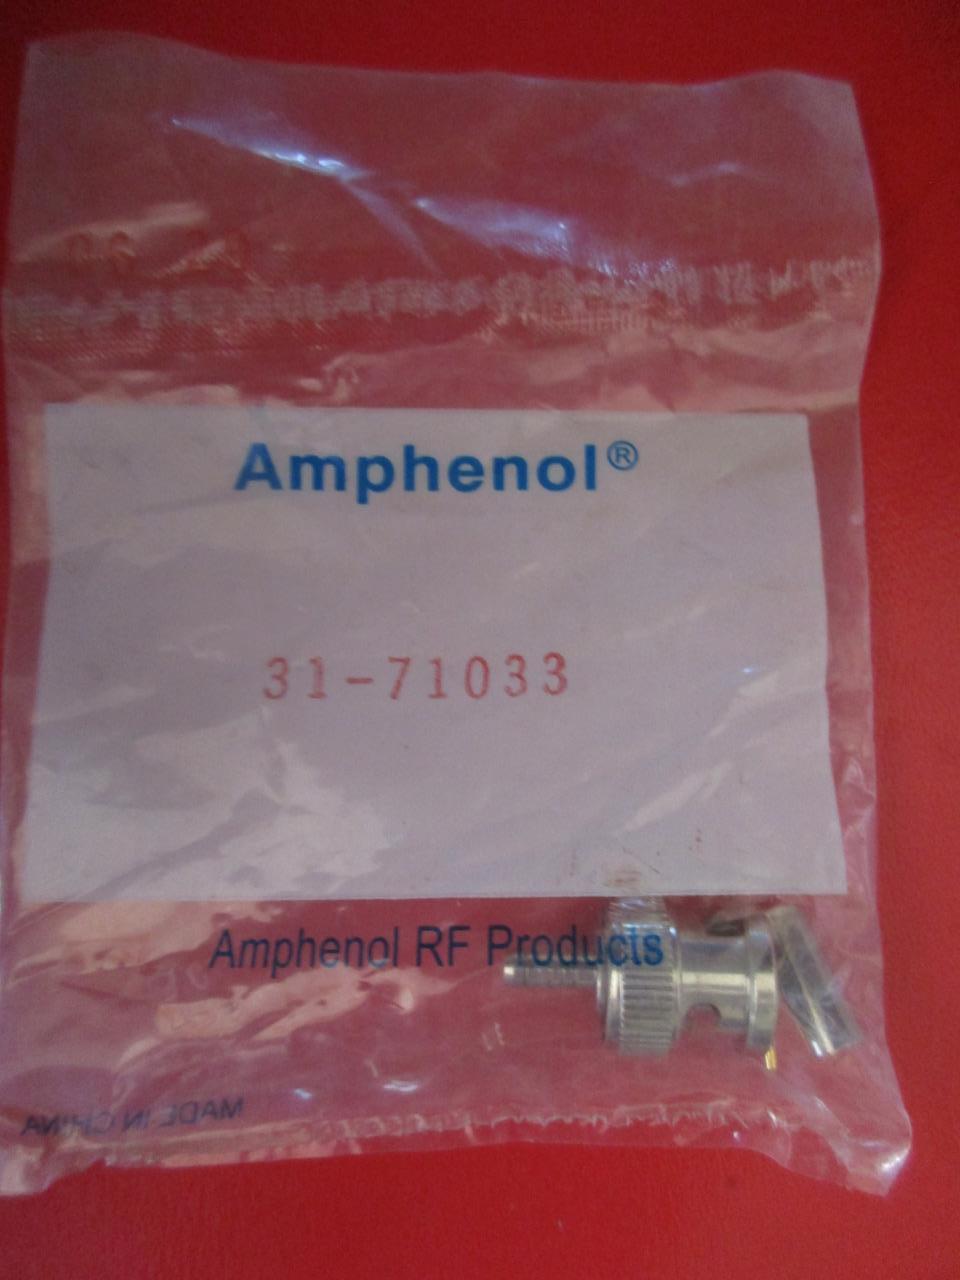 Amphenol®
31-71033
Amphenol RF Products
MADE IN CHINA